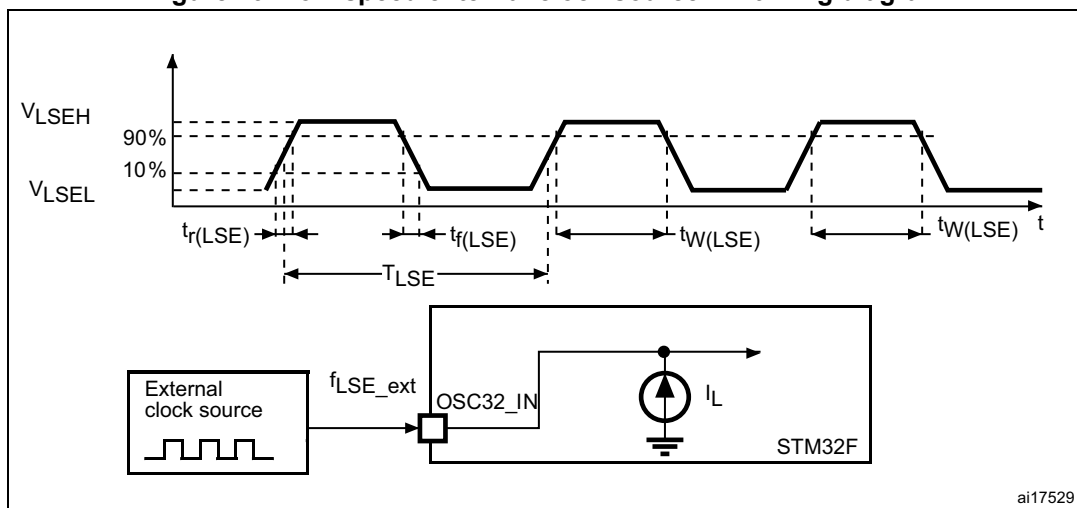 V_LSEH
90%
10%
V_LSEL
t_r(LSE)
t_f(LSE)
t_W(LSE)
t_W(LSE)
t
T_LSE
External
clock source
f_LSE_ext
OSC32_IN
I_L
STM32F
ai17529